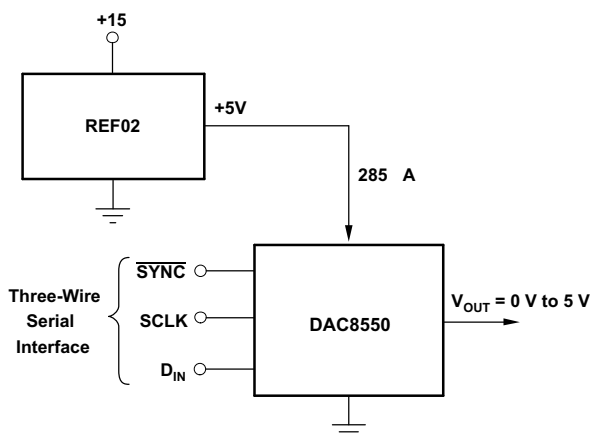 +15
REF02
+5V
285 A
SYNC
Three-Wire
Serial
Interface
SCLK
DAC8550
V_OUT = 0 V to 5 V
D_IN